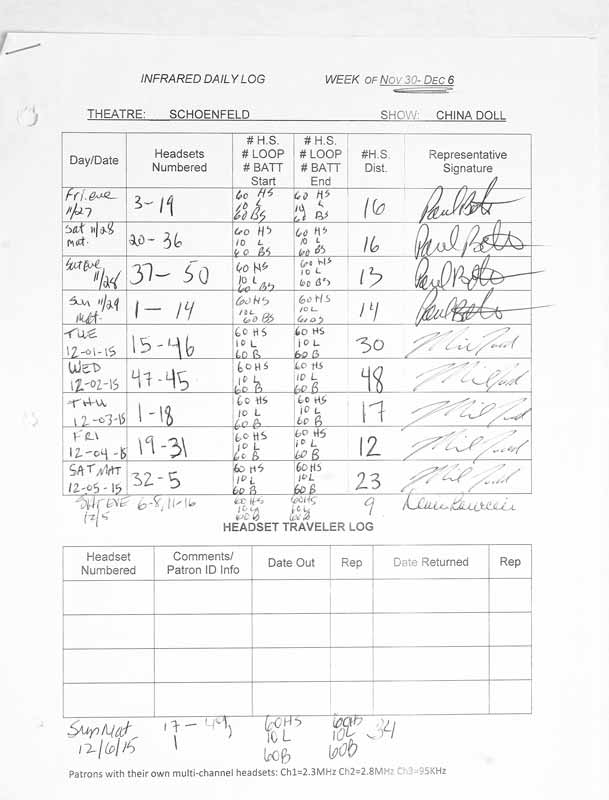 INFRARED DAILY LOG WEEK OF NOV 30- DEC 6
THEATRE: SCHOENFELD SHOW: CHINA DOLL
Day/Date Headsets Numbered # H.S. # LOOP # BATT Start # H.S. # LOOP # BATT End #H.S. Dist. Representative Signature
Fri. eve 11/27 3-19 60 HS 10 L 60 BS 60 HS 10 L 60 BS 16 Paul Bot
Sat 11/28 mat. 20-36 60 HS 10 L 60 BS 60 HS 10 L 60 BS 16 Paul
Sat Eve 11/28 37-50 60 HS 10 L 60 BS 60 HS 10 L 60 BS 13 Paul
Sun 11/29 Mat. 1-14 60 HS 10L 60 BS 60 HS 10 L 60 BS 14 Paul
TUE 12-01-15 15-46 60 HS 10 L 60 B 60 HS 10 L 60 B 30
WED 12-02-15 47-45 60 HS 10 L 60 B 60 HS 10 L 60 B 48
THU 12-03-15 1-18 60 HS 10 L 60 B 60 HS 10 L 60 B 17
FRI 12-04-15 19-31 60 HS 10 L 60 B 60 HS 10 L 60 B 12
SAT MAT 12-05-15 32-5 60 HS 10 L 60 B 60 HS 10 L 60 B 23
SAT EVE 12/5 6-8, 11-16 60 HS 10 L 60 B 60 HS 10 L 60 B 9
HEADSET TRAVELER LOG
Headset Numbered Comments/ Patron ID Info Date Out Rep Date Returned Rep
Sun Mat 12/6/15 17-49, 1 60HS 10 L 60B 60HS 10L 60B 34
Patrons with their own multi-channel headsets: Ch1=2.3MHz Ch2=2.8MHz Ch3=95KHz